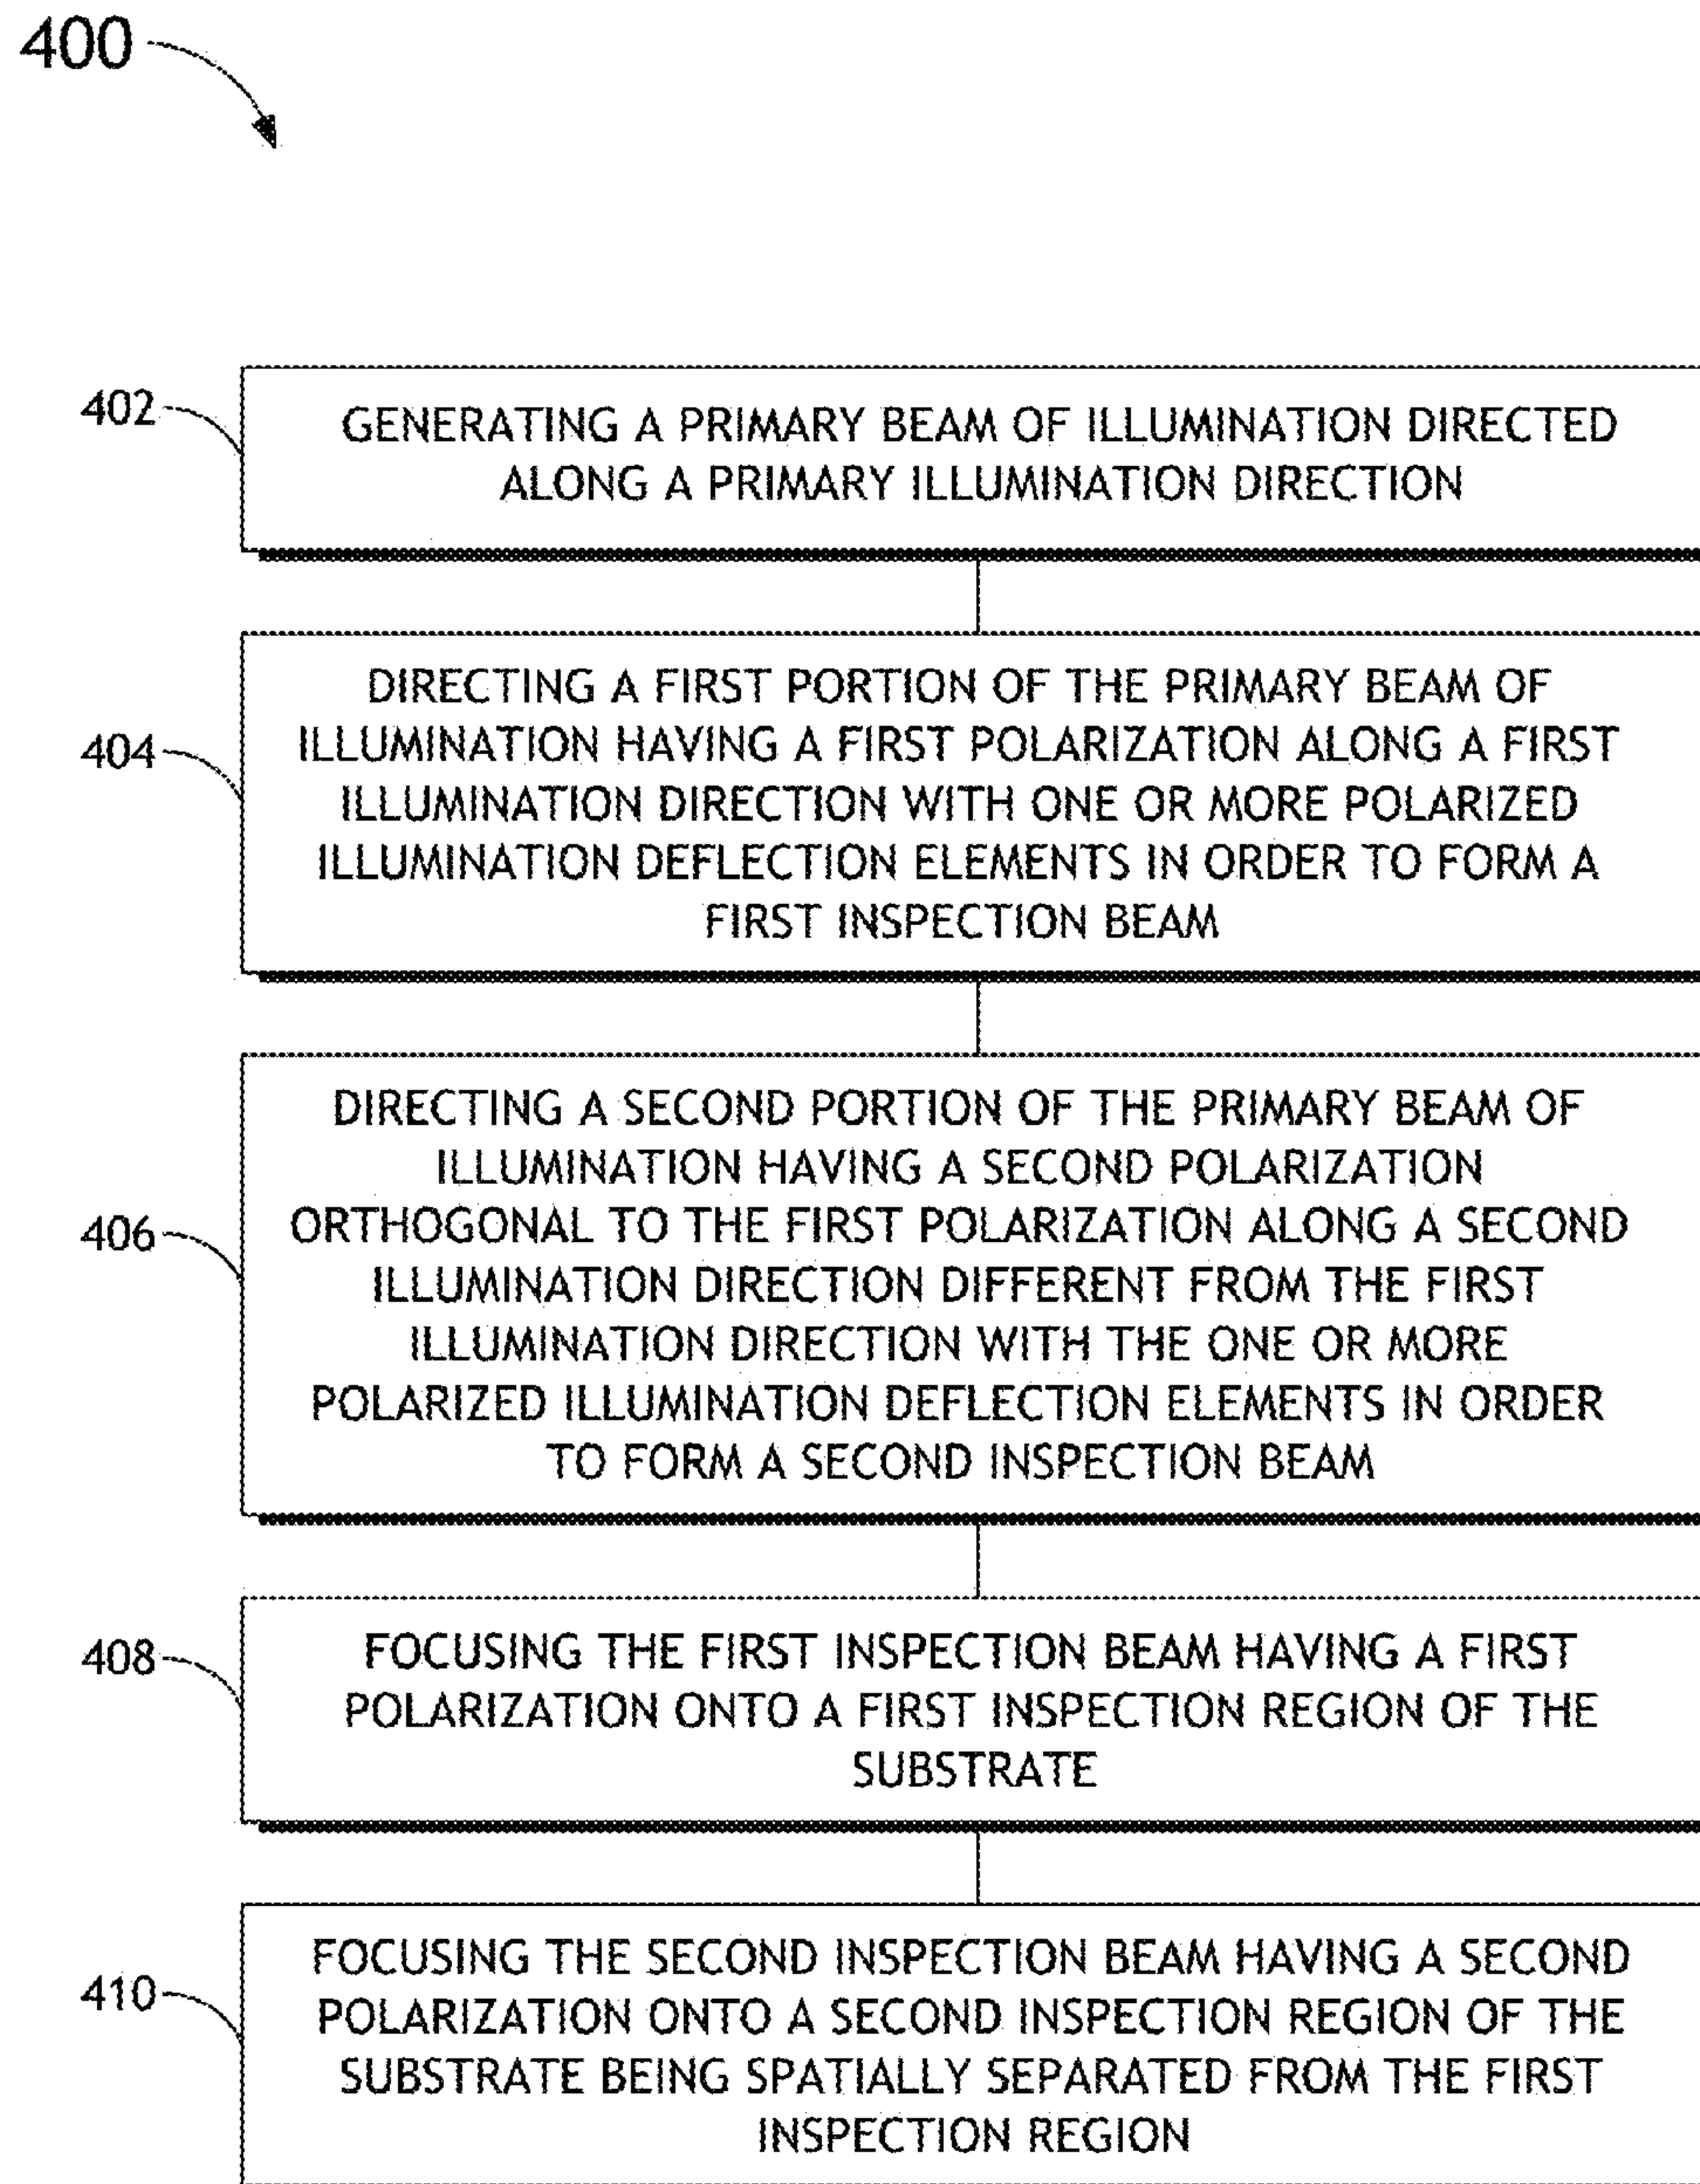 400
402
GENERATING A PRIMARY BEAM OF ILLUMINATION DIRECTED
ALONG A PRIMARY ILLUMINATION DIRECTION
404
DIRECTING A FIRST PORTION OF THE PRIMARY BEAM OF
ILLUMINATION HAVING A FIRST POLARIZATION ALONG A FIRST
ILLUMINATION DIRECTION WITH ONE OR MORE POLARIZED
ILLUMINATION DEFLECTION ELEMENTS IN ORDER TO FORM A
FIRST INSPECTION BEAM
406
DIRECTING A SECOND PORTION OF THE PRIMARY BEAM OF
ILLUMINATION HAVING A SECOND POLARIZATION
ORTHOGONAL TO THE FIRST POLARIZATION ALONG A SECOND
ILLUMINATION DIRECTION DIFFERENT FROM THE FIRST
ILLUMINATION DIRECTION WITH THE ONE OR MORE
POLARIZED ILLUMINATION DEFLECTION ELEMENTS IN ORDER
TO FORM A SECOND INSPECTION BEAM
408
FOCUSING THE FIRST INSPECTION BEAM HAVING A FIRST
POLARIZATION ONTO A FIRST INSPECTION REGION OF THE
SUBSTRATE
410
FOCUSING THE SECOND INSPECTION BEAM HAVING A SECOND
POLARIZATION ONTO A SECOND INSPECTION REGION OF THE
SUBSTRATE BEING SPATIALLY SEPARATED FROM THE FIRST
INSPECTION REGION